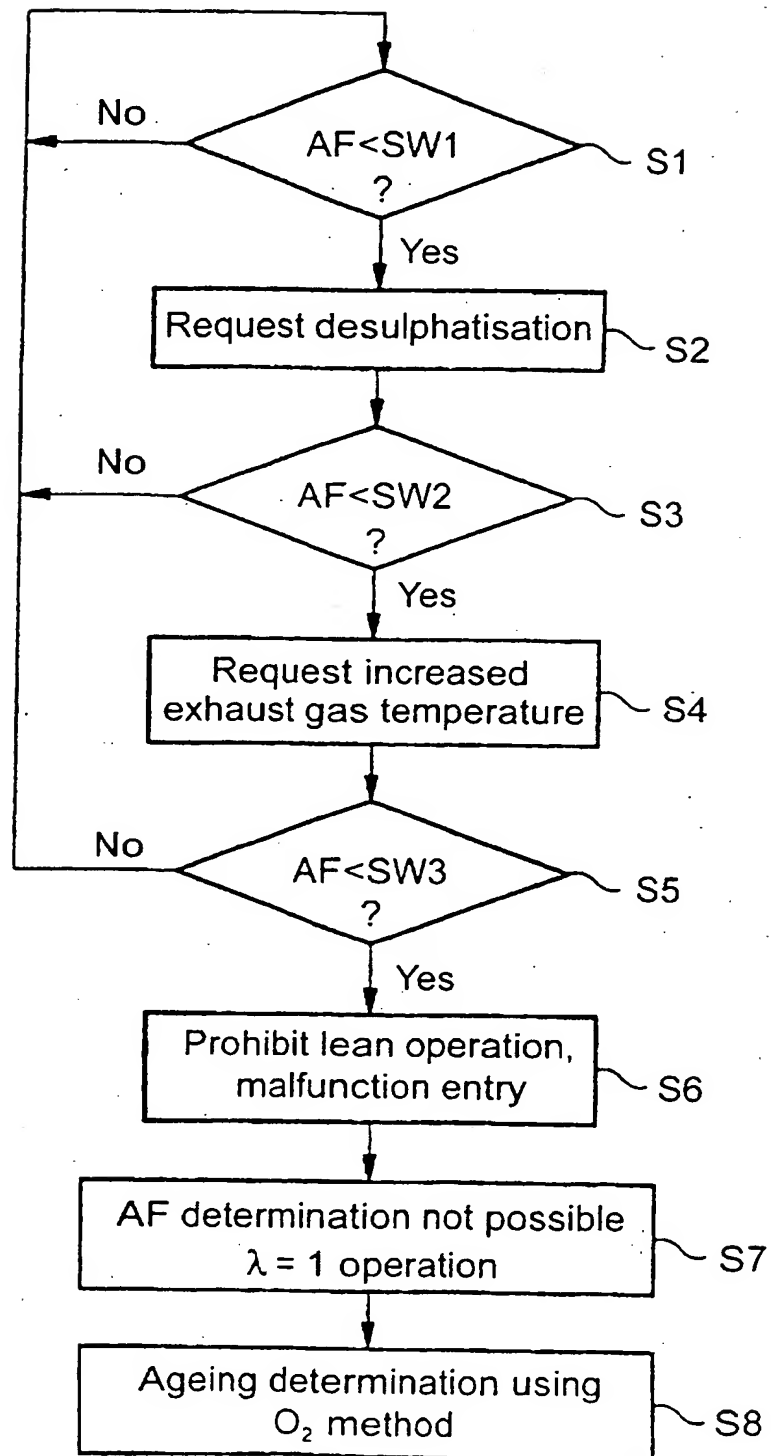 No
AF<SW1
?
S1
Yes
Request desulphatisation
S2
No
AF<SW2
?
S3
Yes
Request increased
exhaust gas temperature
S4
No
AF<SW3
?
S5
Yes
Prohibit lean operation,
malfunction entry
S6
AF determination not possible
λ = 1 operation
S7
Ageing determination using
O₂ method
S8